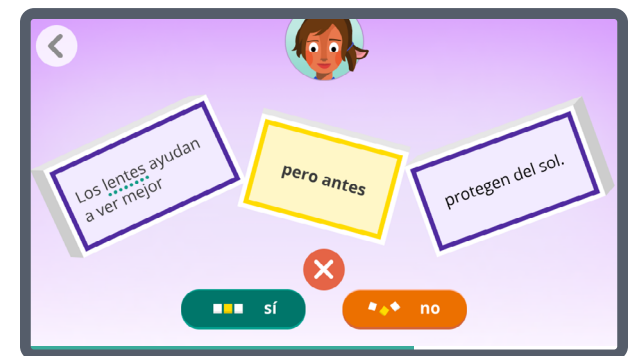 Los lentes ayudan
a ver mejor
pero antes
protegen del sol.
sí
no